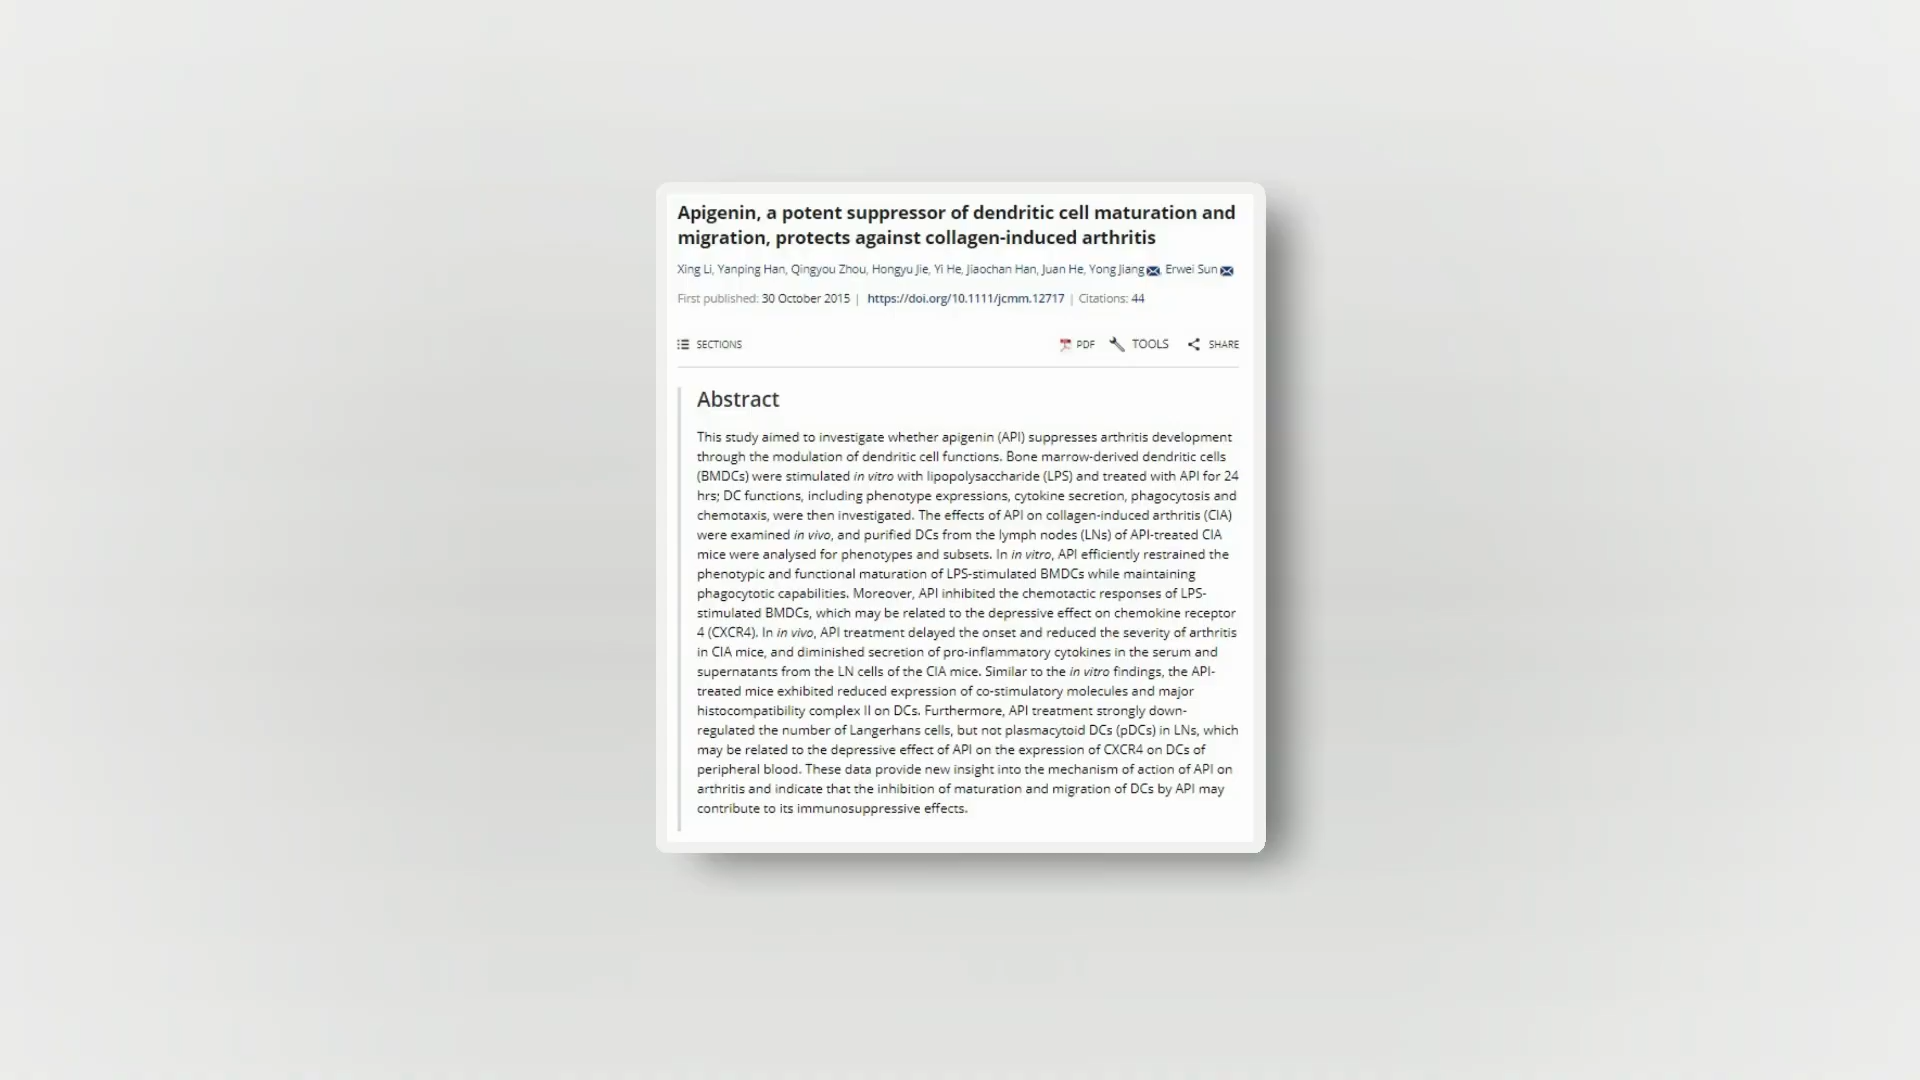 Apigenin, a potent suppressor of dendritic cell maturation and
migration, protects against collagen-induced arthritis
Xing Li, Yanping Han, Qingyou Zhou, Hongyu Jie, Yi He, Jiaochan Han, Juan He, Yong Jiang, Erwei Sun
First published: 30 October 2015 | https://doi.org/10.1111/jcmm.12717 | Citations: 44
SECTIONS PDF TOOLS SHARE
Abstract
This study aimed to investigate whether apigenin (API) suppresses arthritis development
through the modulation of dendritic cell functions. Bone marrow-derived dendritic cells
(BMDCs) were stimulated in vitro with lipopolysaccharide (LPS) and treated with API for 24
hrs; DC functions, including phenotype expressions, cytokine secretion, phagocytosis and
chemotaxis, were then investigated. The effects of API on collagen-induced arthritis (CIA)
were examined in vivo, and purified DCs from the lymph nodes (LNs) of API-treated CIA
mice were analysed for phenotypes and subsets. In in vitro, API efficiently restrained the
phenotypic and functional maturation of LPS-stimulated BMDCs while maintaining
phagocytotic capabilities. Moreover, API inhibited the chemotactic responses of LPS-
stimulated BMDCs, which may be related to the depressive effect on chemokine receptor
4 (CXCR4). In in vivo, API treatment delayed the onset and reduced the severity of arthritis
in CIA mice, and diminished secretion of pro-inflammatory cytokines in the serum and
supernatants from the LN cells of the CIA mice. Similar to the in vitro findings, the API-
treated mice exhibited reduced expression of co-stimulatory molecules and major
histocompatibility complex II on DCs. Furthermore, API treatment strongly down-
regulated the number of Langerhans cells, but not plasmacytoid DCs (pDCs) in LNs, which
may be related to the depressive effect of API on the expression of CXCR4 on DCs of
peripheral blood. These data provide new insight into the mechanism of action of API on
arthritis and indicate that the inhibition of maturation and migration of DCs by API may
contribute to its immunosuppressive effects.